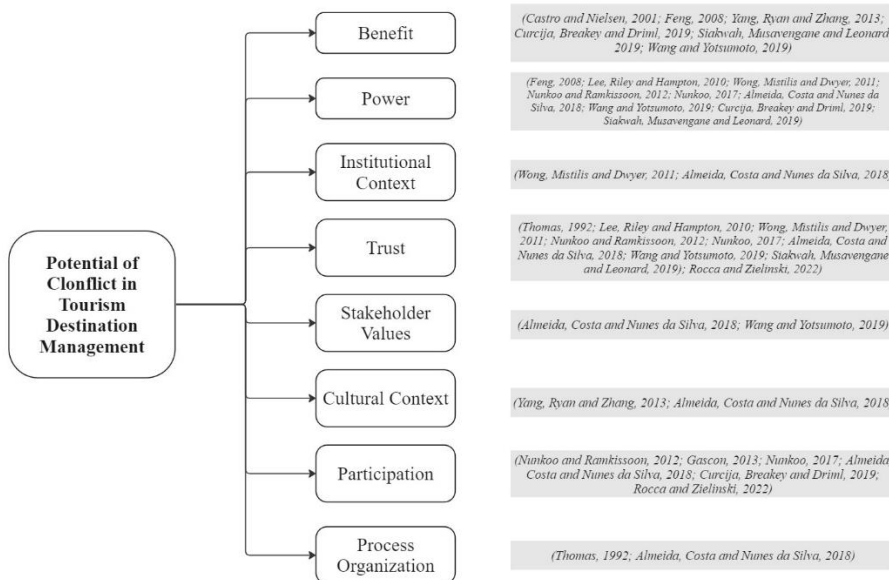 Benefit
(Castro and Nielsen, 2001; Feng, 2008; Yang, Ryan and Zhang, 2013;
Curcija, Breakey and Driml, 2019; Siakwah, Musavengane and Leonard
2019; Wang and Yotsumoto, 2019)
Power
(Feng, 2008; Lee, Riley and Hampton, 2010; Wong, Mistilis and Dwyer, 2011;
Nunkoo and Ramkissoon, 2012; Nunkoo, 2017; Almeida, Costa and Nunes da
Silva, 2018; Wang and Yotsumoto, 2019; Curcija, Breakey and Driml, 2019;
Siakwah, Musavengane and Leonard, 2019)
Institutional
Context
(Wong, Mistilis and Dwyer, 2011; Almeida, Costa and Nunes da Silva, 2018)
Trust
(Thomas, 1992; Lee, Riley and Hampton, 2010; Wong, Mistilis and Dwyer,
2011; Nunkoo and Ramkissoon, 2012; Nunkoo, 2017; Almeida, Costa and
Nunes da Silva, 2018; Wang and Yotsumoto, 2019; Siakwah, Musavengane
and Leonard, 2019); Rocca and Zielinski, 2022)
Potential of
Clonflict in
Tourism
Destination
Management
Stakeholder
Values
(Almeida, Costa and Nunes da Silva, 2018; Wang and Yotsumoto, 2019)
Cultural Context
(Yang, Ryan and Zhang, 2013; Almeida, Costa and Nunes da Silva, 2018
Participation
(Nunkoo and Ramkissoon, 2012; Gascon, 2013; Nunkoo, 2017; Almeida
Costa and Nunes da Silva, 2018; Curcija, Breakey and Driml, 2019;
Rocca and Zielinski, 2022)
Process
Organization
(Thomas, 1992; Almeida, Costa and Nunes da Silva, 2018)